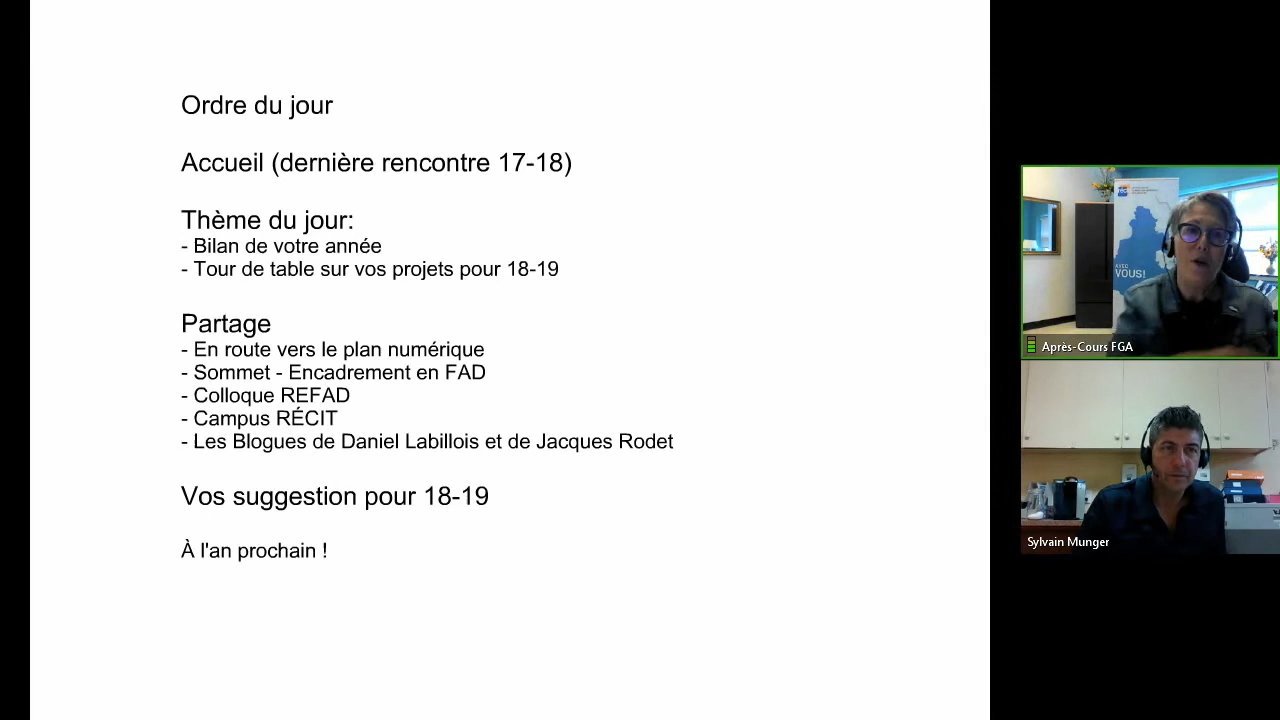 Ordre du jour
Accueil (dernière rencontre 17-18)
Thème du jour:
- Bilan de votre année
- Tour de table sur vos projets pour 18-19
Partage
- En route vers le plan numérique
- Sommet - Encadrement en FAD
- Colloque REFAD
- Campus RÉCIT
- Les Blogues de Daniel Labillois et de Jacques Rodet
Vos suggestion pour 18-19
À l'an prochain !
AVEC
VOUS!
Après-Cours FGA
Sylvain Munger